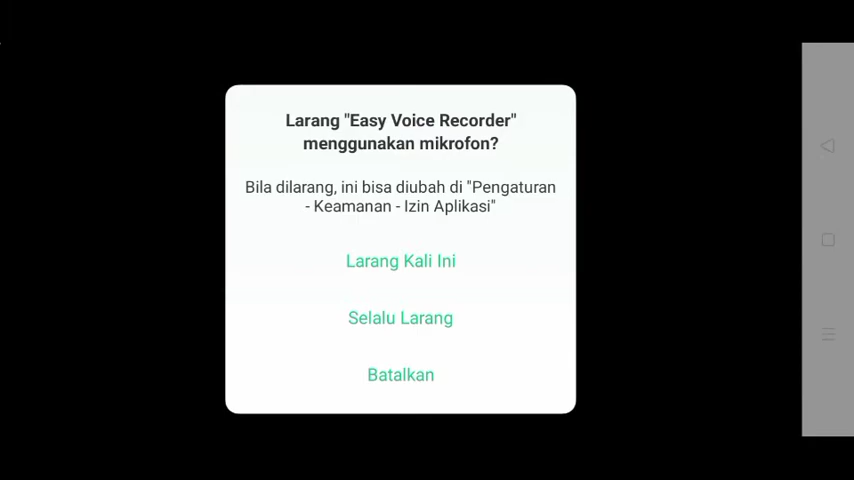 Larang "Easy Voice Recorder"
menggunakan mikrofon?
Bila dilarang, ini bisa diubah di "Pengaturan
- Keamanan - Izin Aplikasi"
Larang Kali Ini
Selalu Larang
Batalkan